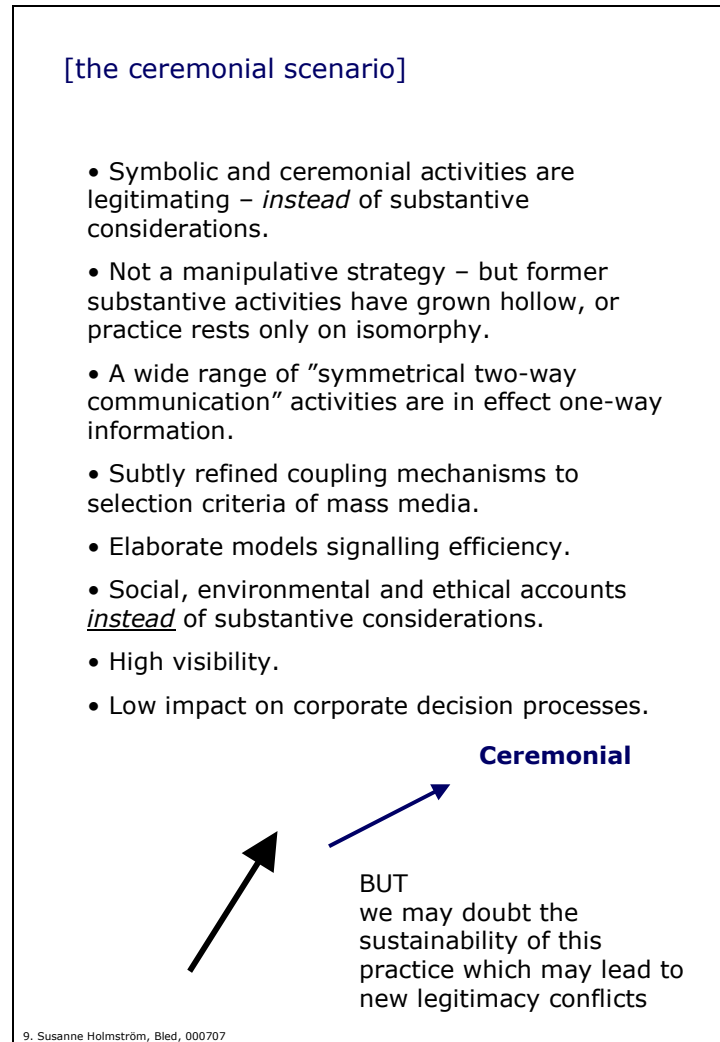 [the ceremonial scenario]
• Symbolic and ceremonial activities are
legitimating – instead of substantive
considerations.
• Not a manipulative strategy – but former
substantive activities have grown hollow, or
practice rests only on isomorphy.
• A wide range of ”symmetrical two-way
communication” activities are in effect one-way
information.
• Subtly refined coupling mechanisms to
selection criteria of mass media.
• Elaborate models signalling efficiency.
• Social, environmental and ethical accounts
instead of substantive considerations.
• High visibility.
• Low impact on corporate decision processes.
Ceremonial
BUT
we may doubt the
sustainability of this
practice which may lead to
new legitimacy conflicts
9. Susanne Holmström, Bled, 000707